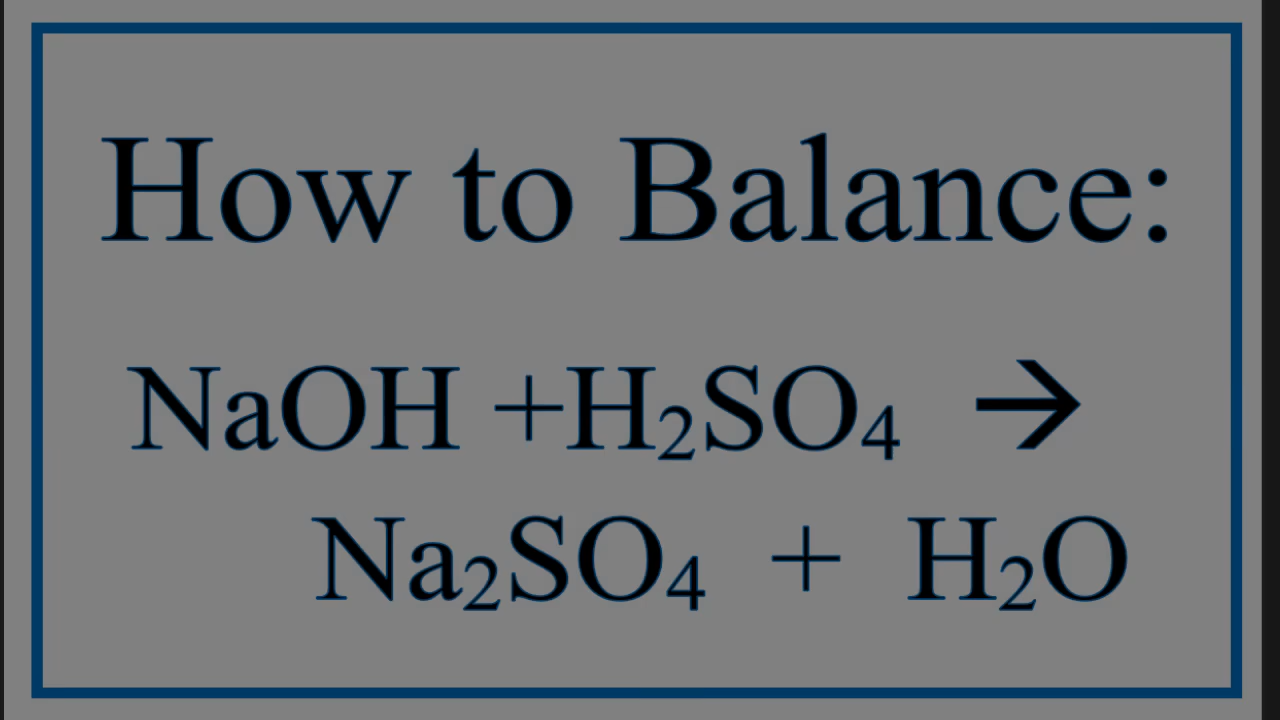 How to Balance:
NaOH +H₂SO₄ →
Na₂SO₄ + H₂O